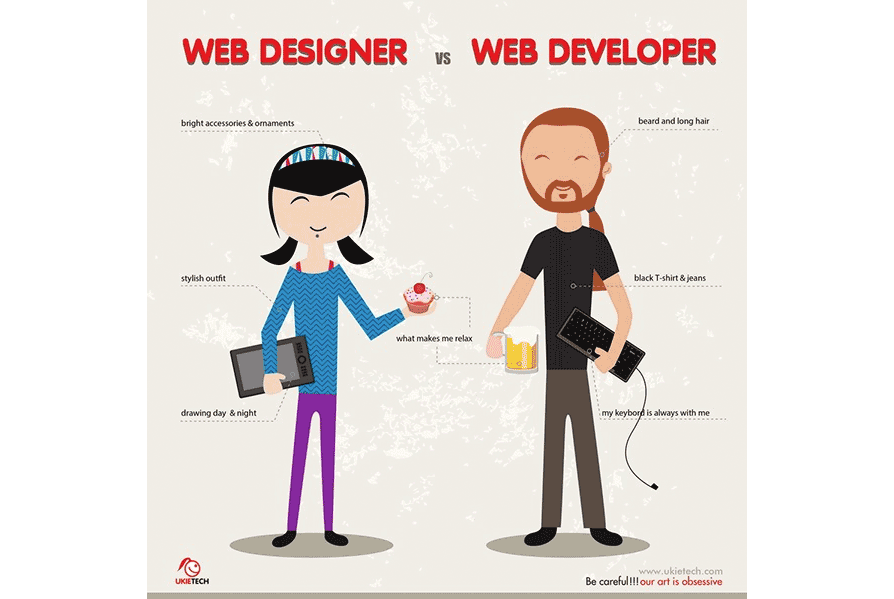 WEB DESIGNER vs WEB DEVELOPER
bright accessories & ornaments
beard and long hair
stylish outfit
black T-shirt & jeans
what makes me relax
drawing day & night
my keybord is always with me
UKIETECH
www.ukietech.com
Be careful!!! our art is obsessive